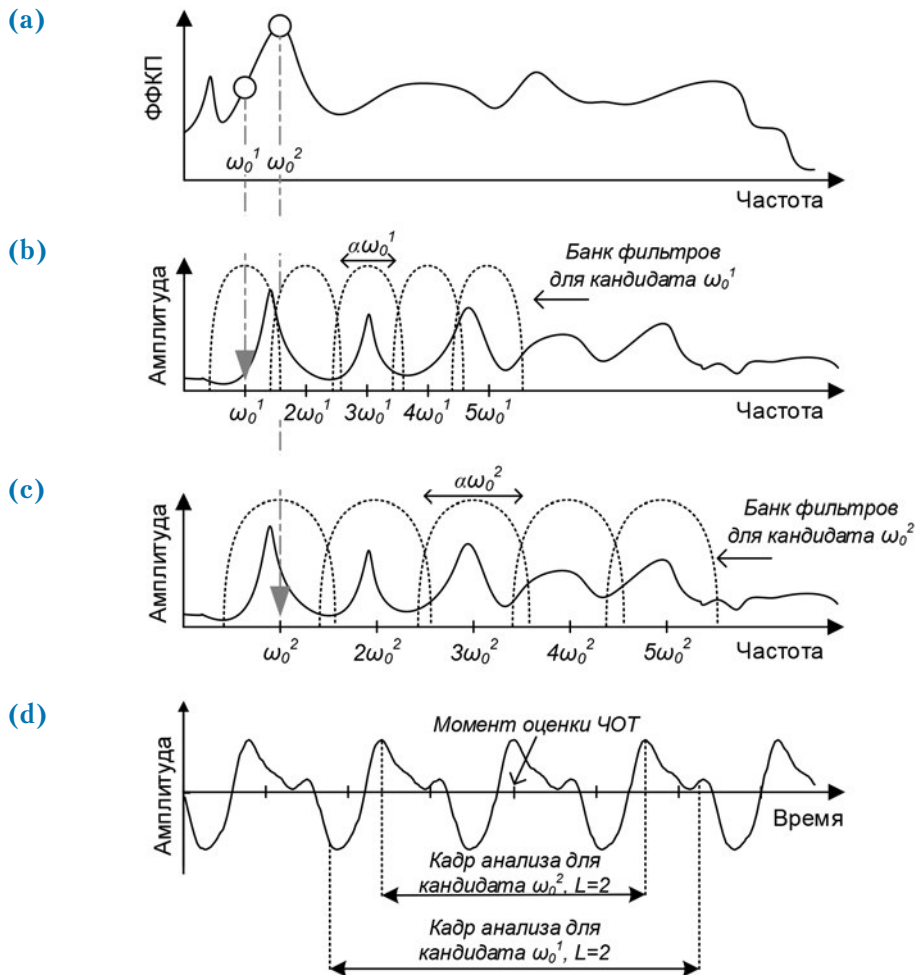 (a)
ФФКП
ω₀¹ ω₀²
Частота
(b)
Амплитуда
αω₀¹
Банк фильтров
для кандидата ω₀¹
ω₀¹ 2ω₀¹ 3ω₀¹ 4ω₀¹ 5ω₀¹
Частота
(c)
Амплитуда
αω₀²
Банк фильтров
для кандидата ω₀²
ω₀² 2ω₀² 3ω₀² 4ω₀² 5ω₀²
Частота
(d)
Амплитуда
Момент оценки ЧОТ
Время
Кадр анализа для
кандидата ω₀², L=2
Кадр анализа для
кандидата ω₀¹, L=2